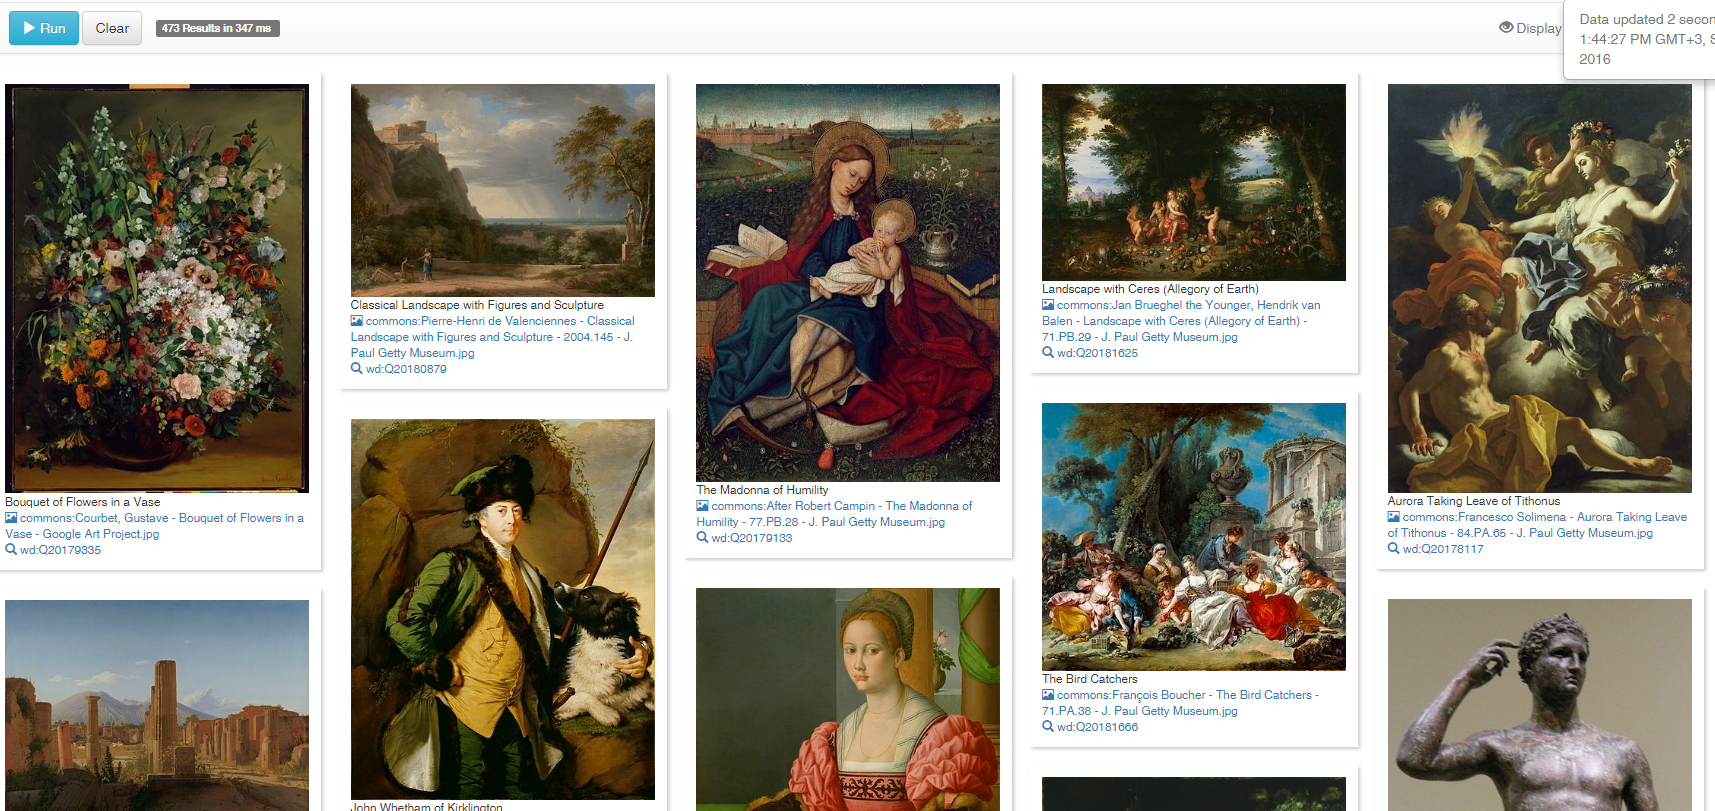 Run
Clear
473 Results in 347 ms
Display
Data updated 2 secon
1:44:27 PM GMT+3, S
2016
Bouquet of Flowers in a Vase
commons:Courbet, Gustave - Bouquet of Flowers in a
Vase - Google Art Project.jpg
wd:Q20179335
Classical Landscape with Figures and Sculpture
commons:Pierre-Henri de Valenciennes - Classical
Landscape with Figures and Sculpture - 2004.145 - J.
Paul Getty Museum.jpg
wd:Q20180879
John Whetham of Kirklington
The Madonna of Humility
commons:After Robert Campin - The Madonna of
Humility - 77.PB.28 - J. Paul Getty Museum.jpg
wd:Q20179133
Landscape with Ceres (Allegory of Earth)
commons:Jan Brueghel the Younger, Hendrik van
Balen - Landscape with Ceres (Allegory of Earth) -
71.PB.29 - J. Paul Getty Museum.jpg
wd:Q20181625
The Bird Catchers
commons:François Boucher - The Bird Catchers -
71.PA.38 - J. Paul Getty Museum.jpg
wd:Q20181666
Aurora Taking Leave of Tithonus
commons:Francesco Solimena - Aurora Taking Leave
of Tithonus - 84.PA.65 - J. Paul Getty Museum.jpg
wd:Q20178117